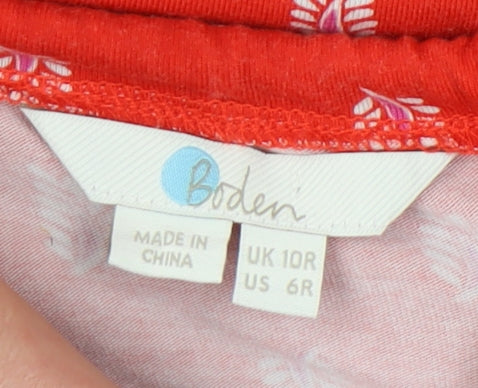 Boden
MADE IN
CHINA
UK 10R
US 6R